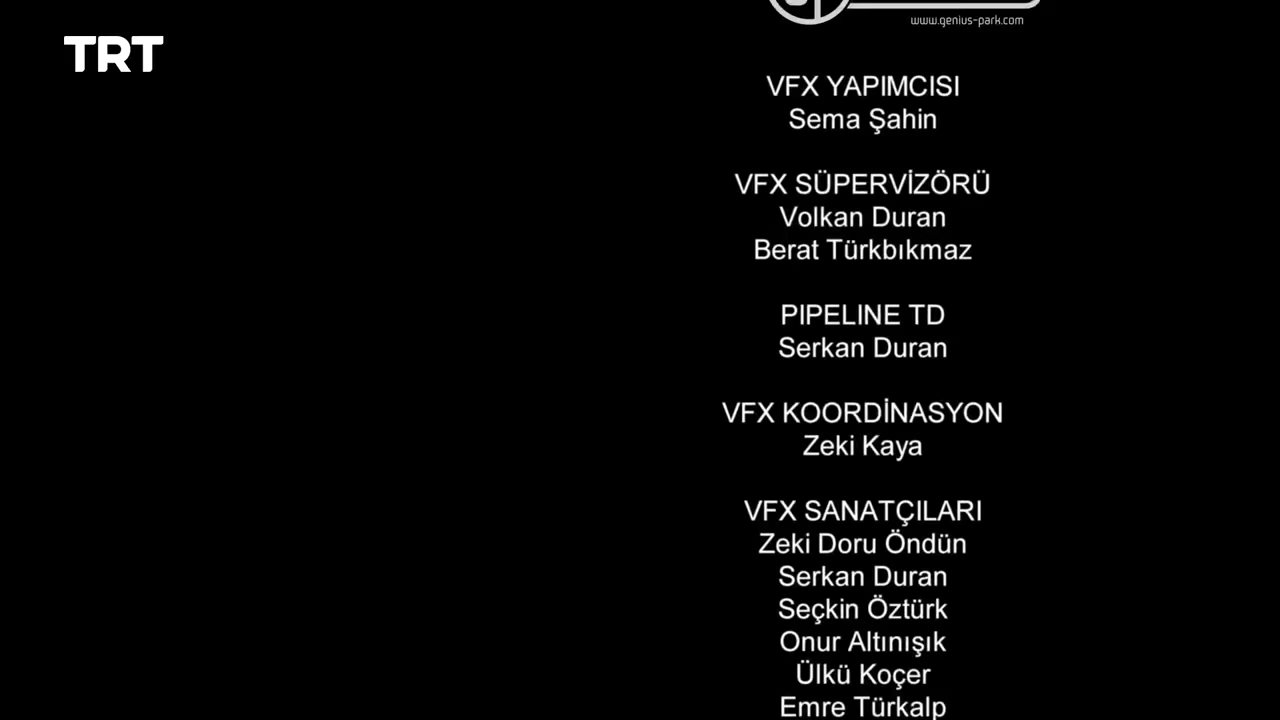 TRT
www.genius-park.com
VFX YAPIMCISI
Sema Şahin
VFX SÜPERVİZÖRÜ
Volkan Duran
Berat Türkbıkmaz
PIPELINE TD
Serkan Duran
VFX KOORDİNASYON
Zeki Kaya
VFX SANATÇILARI
Zeki Doru Öndün
Serkan Duran
Seçkin Öztürk
Onur Altınışık
Ülkü Koçer
Emre Türkalp